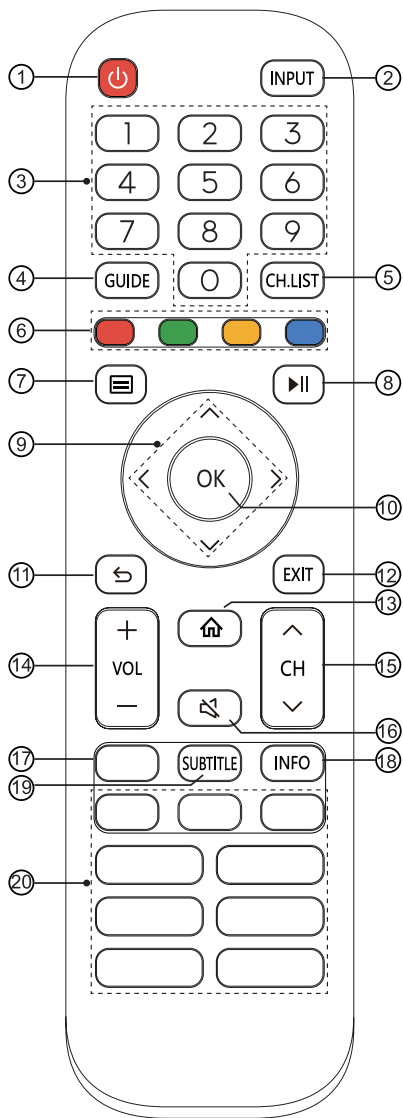 ① INPUT ②
1 2 3
③ 4 5 6
7 8 9
④ GUIDE 0 CH.LIST ⑤
⑥
⑦ ⑧
⑨
OK
⑩
⑪ EXIT ⑫
⑬
+
⑭ VOL CH ⑮
—
⑯
⑰ SUBTITLE INFO ⑱
⑲
⑳